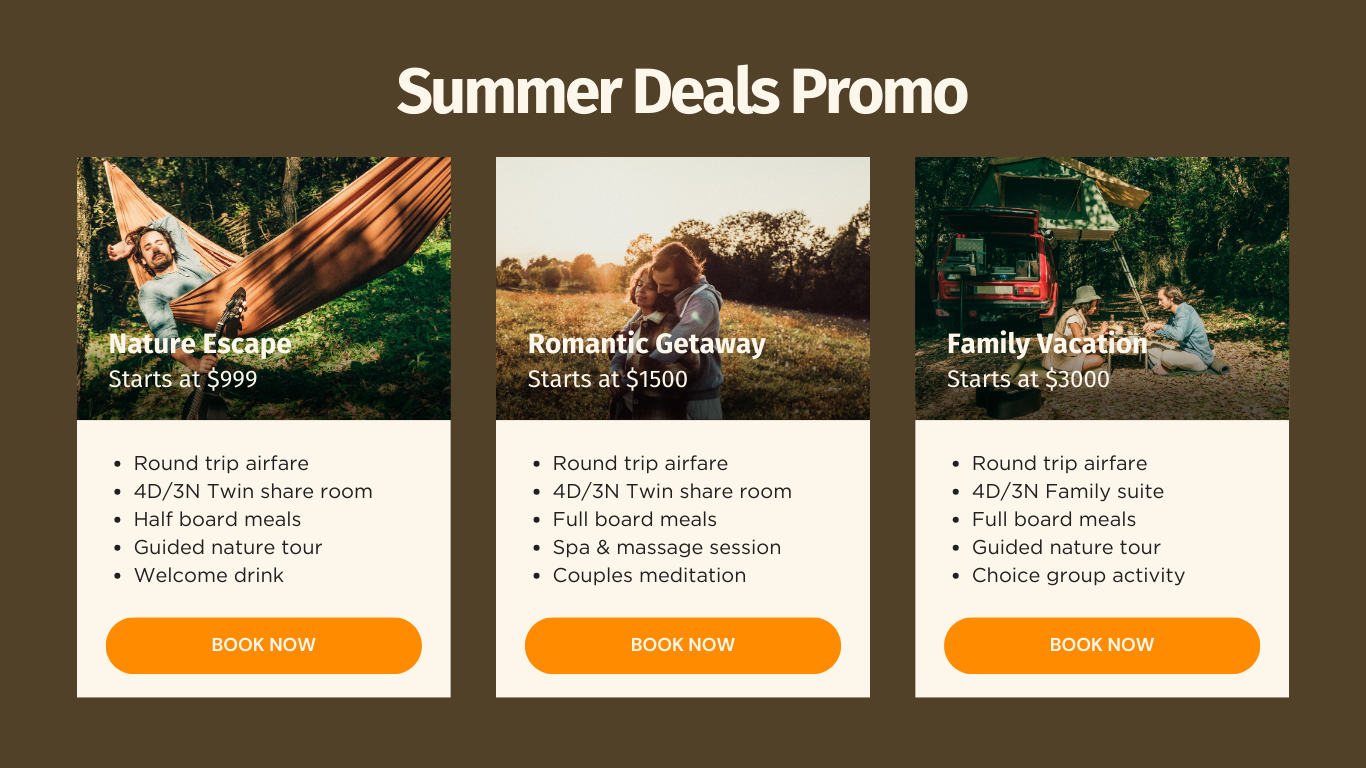 Summer Deals Promo
Nature Escape
Starts at $999
• Round trip airfare
• 4D/3N Twin share room
• Half board meals
• Guided nature tour
• Welcome drink
BOOK NOW
Romantic Getaway
Starts at $1500
• Round trip airfare
• 4D/3N Twin share room
• Full board meals
• Spa & massage session
• Couples meditation
BOOK NOW
Family Vacation
Starts at $3000
• Round trip airfare
• 4D/3N Family suite
• Full board meals
• Guided nature tour
• Choice group activity
BOOK NOW